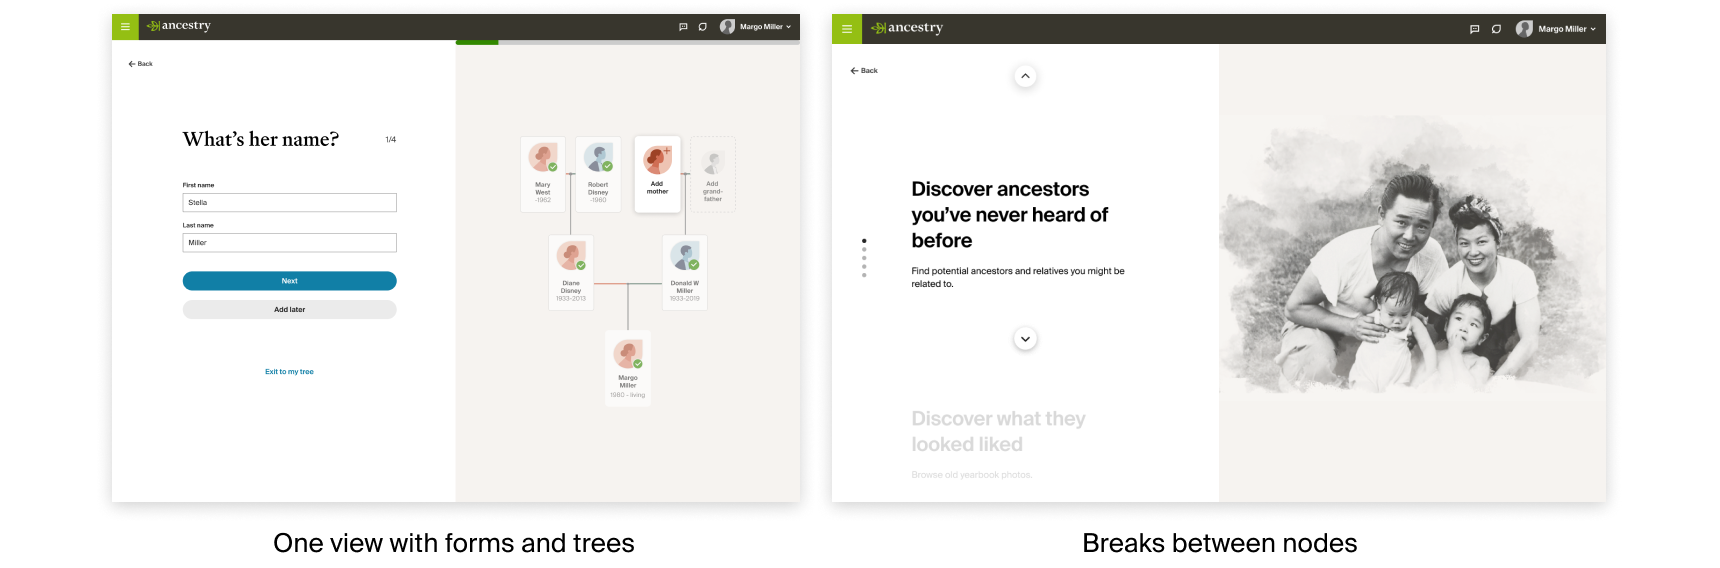 ancestry
Margo Miller
Back
What's her name?
1/4
First name
Stella
Last name
Miller
Next
Add later
Exit to my tree
Mary
West
-1962
Robert
Disney
-1960
Add
mother
Add
grand-
father
Diane
Disney
1933-2013
Donald W
Miller
1933-2019
Margo
Miller
1960 - living
One view with forms and trees
ancestry
Margo Miller
Back
Discover ancestors
you've never heard of
before
Find potential ancestors and relatives you might be
related to.
Discover what they
looked liked
Browse old yearbook photos.
Breaks between nodes